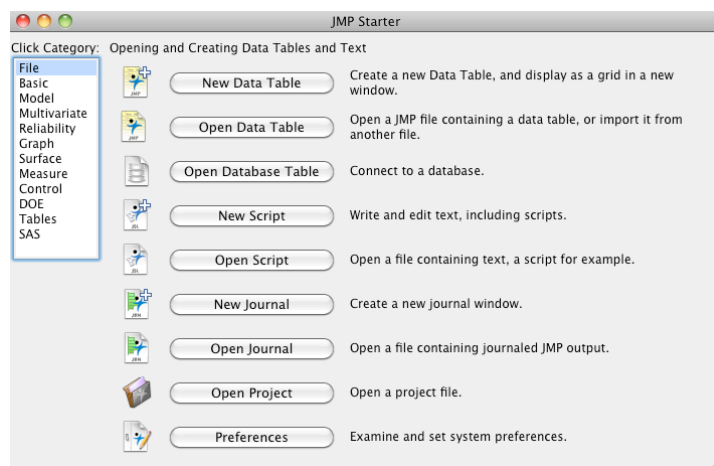 JMP Starter
Click Category:
Opening and Creating Data Tables and Text
File
Basic
Model
Multivariate
Reliability
Graph
Surface
Measure
Control
DOE
Tables
SAS
New Data Table
Create a new Data Table, and display as a grid in a new
window.
Open Data Table
Open a JMP file containing a data table, or import it from
another file.
Open Database Table
Connect to a database.
New Script
Write and edit text, including scripts.
Open Script
Open a file containing text, a script for example.
New Journal
Create a new journal window.
Open Journal
Open a file containing journaled JMP output.
Open Project
Open a project file.
Preferences
Examine and set system preferences.